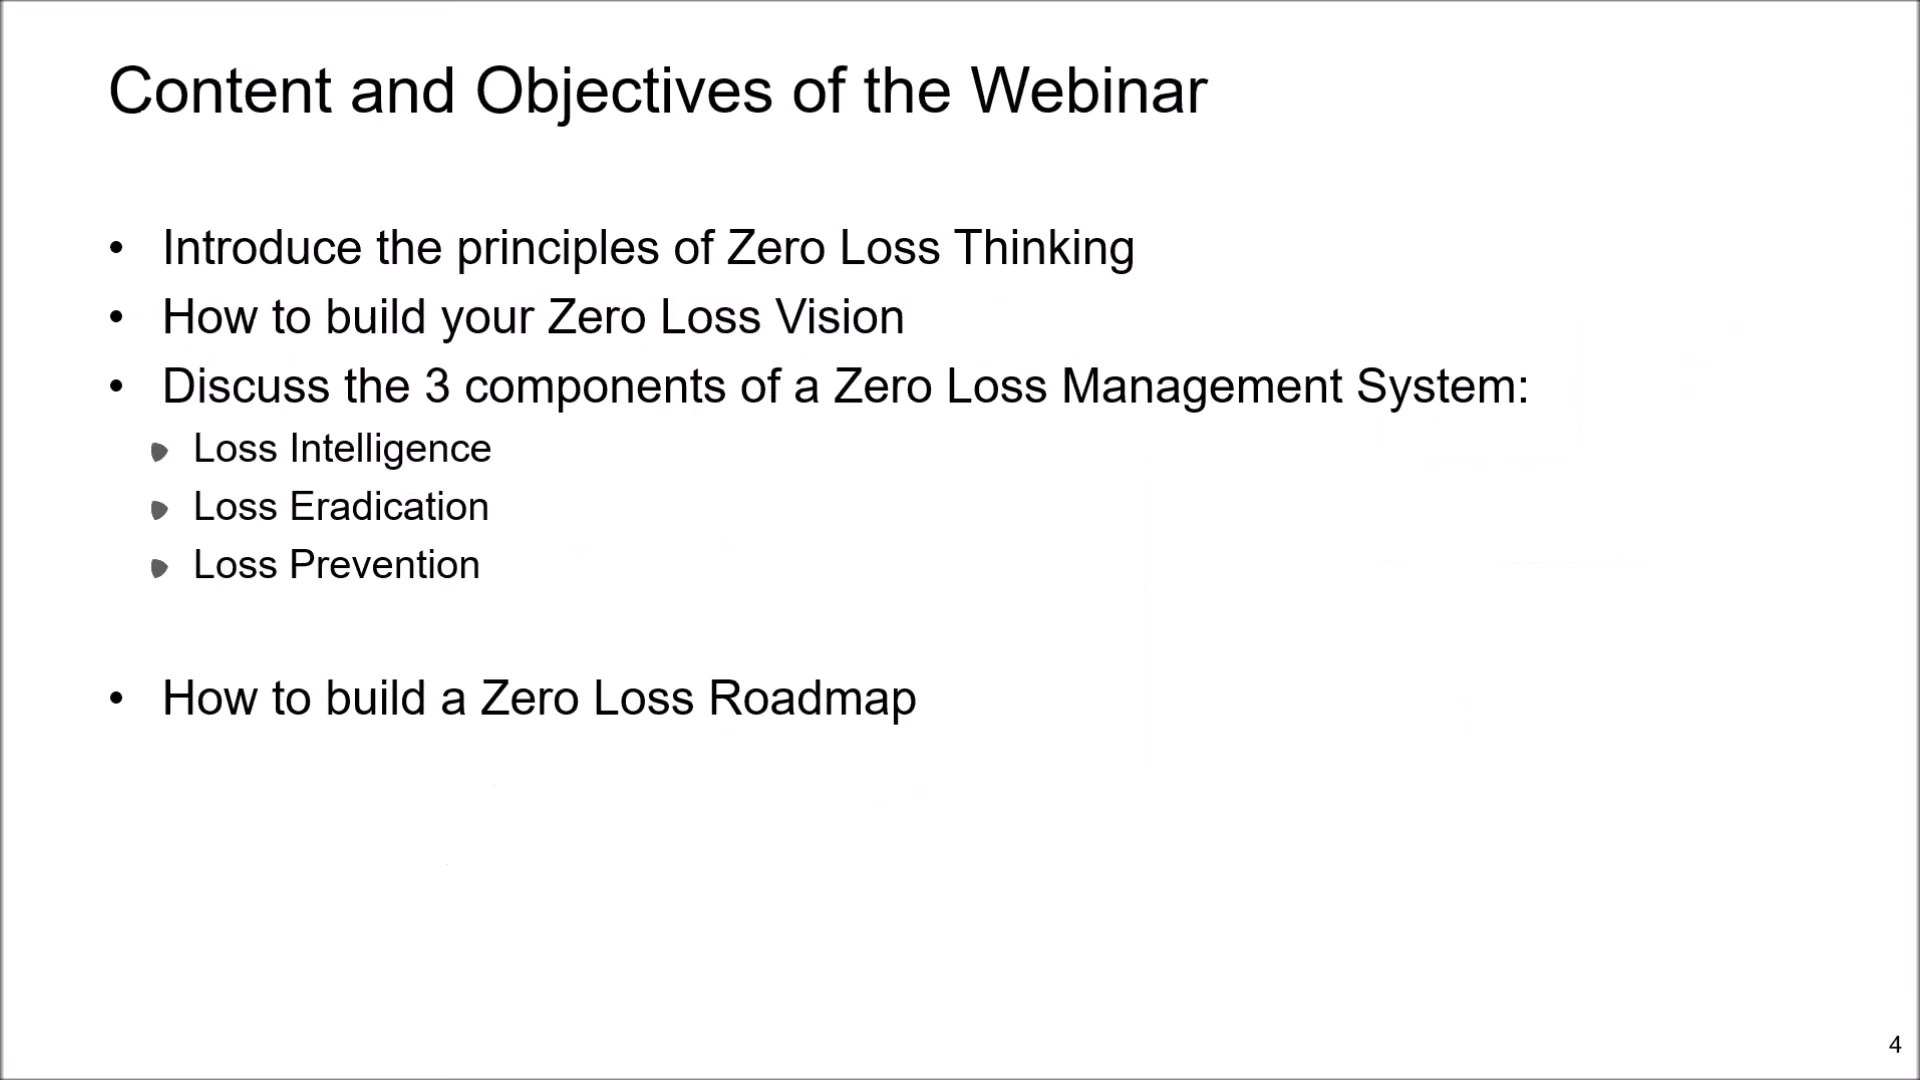 Content and Objectives of the Webinar
• Introduce the principles of Zero Loss Thinking
• How to build your Zero Loss Vision
• Discuss the 3 components of a Zero Loss Management System:
Loss Intelligence
Loss Eradication
Loss Prevention
• How to build a Zero Loss Roadmap
4